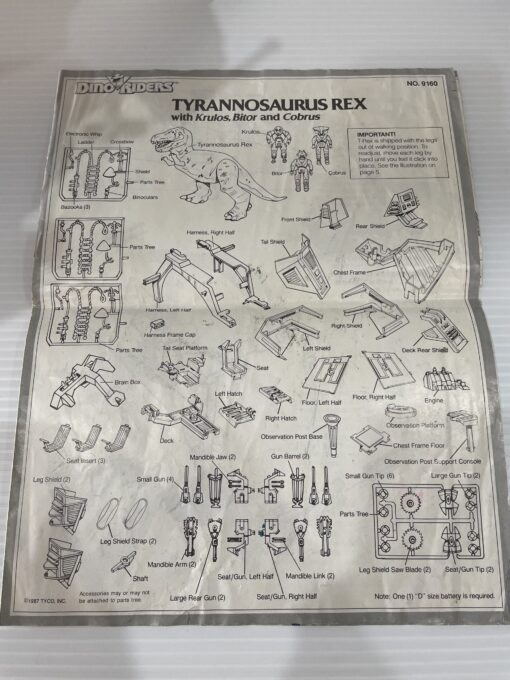 DINO-RIDERS™
NO. 9160
TYRANNOSAURUS REX
with Krulos, Bitor and Cobrus
Electronic Whip
Ladder
Crossbow
Shield
Parts Tree
Binoculars
Bazooka (3)
Tyrannosaurus Rex
Krulos
Bitor
Cobrus
IMPORTANT!
T-Rex is shipped with the legs
out of walking position. To
readjust, move each leg by
hand until you feel it click into
place. See the illustration on
page 5.
Front Shield
Rear Shield
Parts Tree
Harness, Right Half
Tail Shield
Chest Frame
Harness, Left Half
Harness Frame Cap
Right Shield
Left Shield
Deck Rear Shield
Parts Tree
Tail Seat Platform
Seat
Brain Box
Left Hatch
Right Hatch
Floor, Left Half
Floor, Right Half
Engine
Deck
Observation Platform
Observation Post Base
Chest Frame Floor
Seat Insert (3)
Observation Post Support Console
Mandible Jaw (2)
Gun Barrel (2)
Small Gun Tip (6)
Large Gun Tip (2)
Leg Shield (2)
Small Gun (4)
Parts Tree
Leg Shield Strap (2)
Shaft
Mandible Arm (2)
Seat/Gun, Left Half
Mandible Link (2)
Leg Shield Saw Blade (2)
Seat/Gun Tip (2)
Large Rear Gun (2)
Seat/Gun, Right Half
©1987 TYCO, INC.
Accessories may or may not
be attached to parts tree.
Note: One (1) "D" size battery is required.